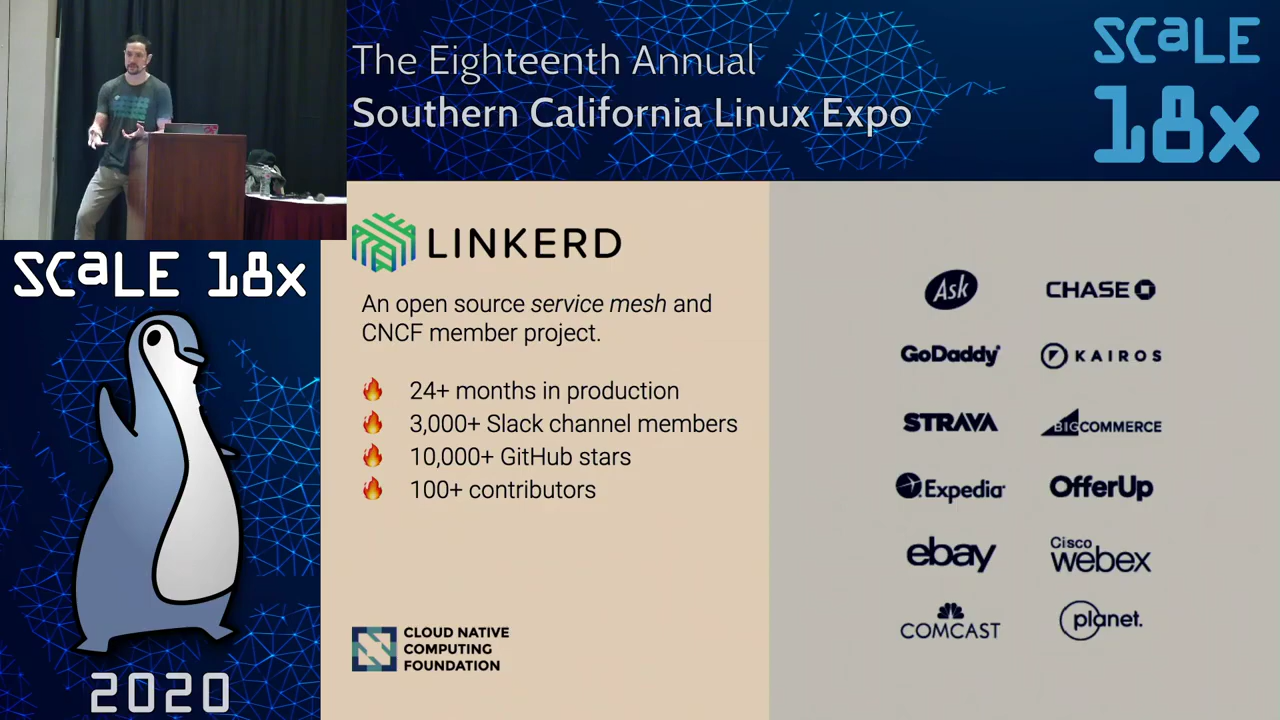 The Eighteenth Annual
Southern California Linux Expo
SCaLE
18x
SCaLE 18x
2020
LINKERD
An open source service mesh and
CNCF member project.
24+ months in production
3,000+ Slack channel members
10,000+ GitHub stars
100+ contributors
CLOUD NATIVE
COMPUTING
FOUNDATION
Ask
CHASE
GoDaddy
KAIROS
STRAVA
BIGCOMMERCE
Expedia
OfferUp
ebay
Cisco
webex
COMCAST
planet.